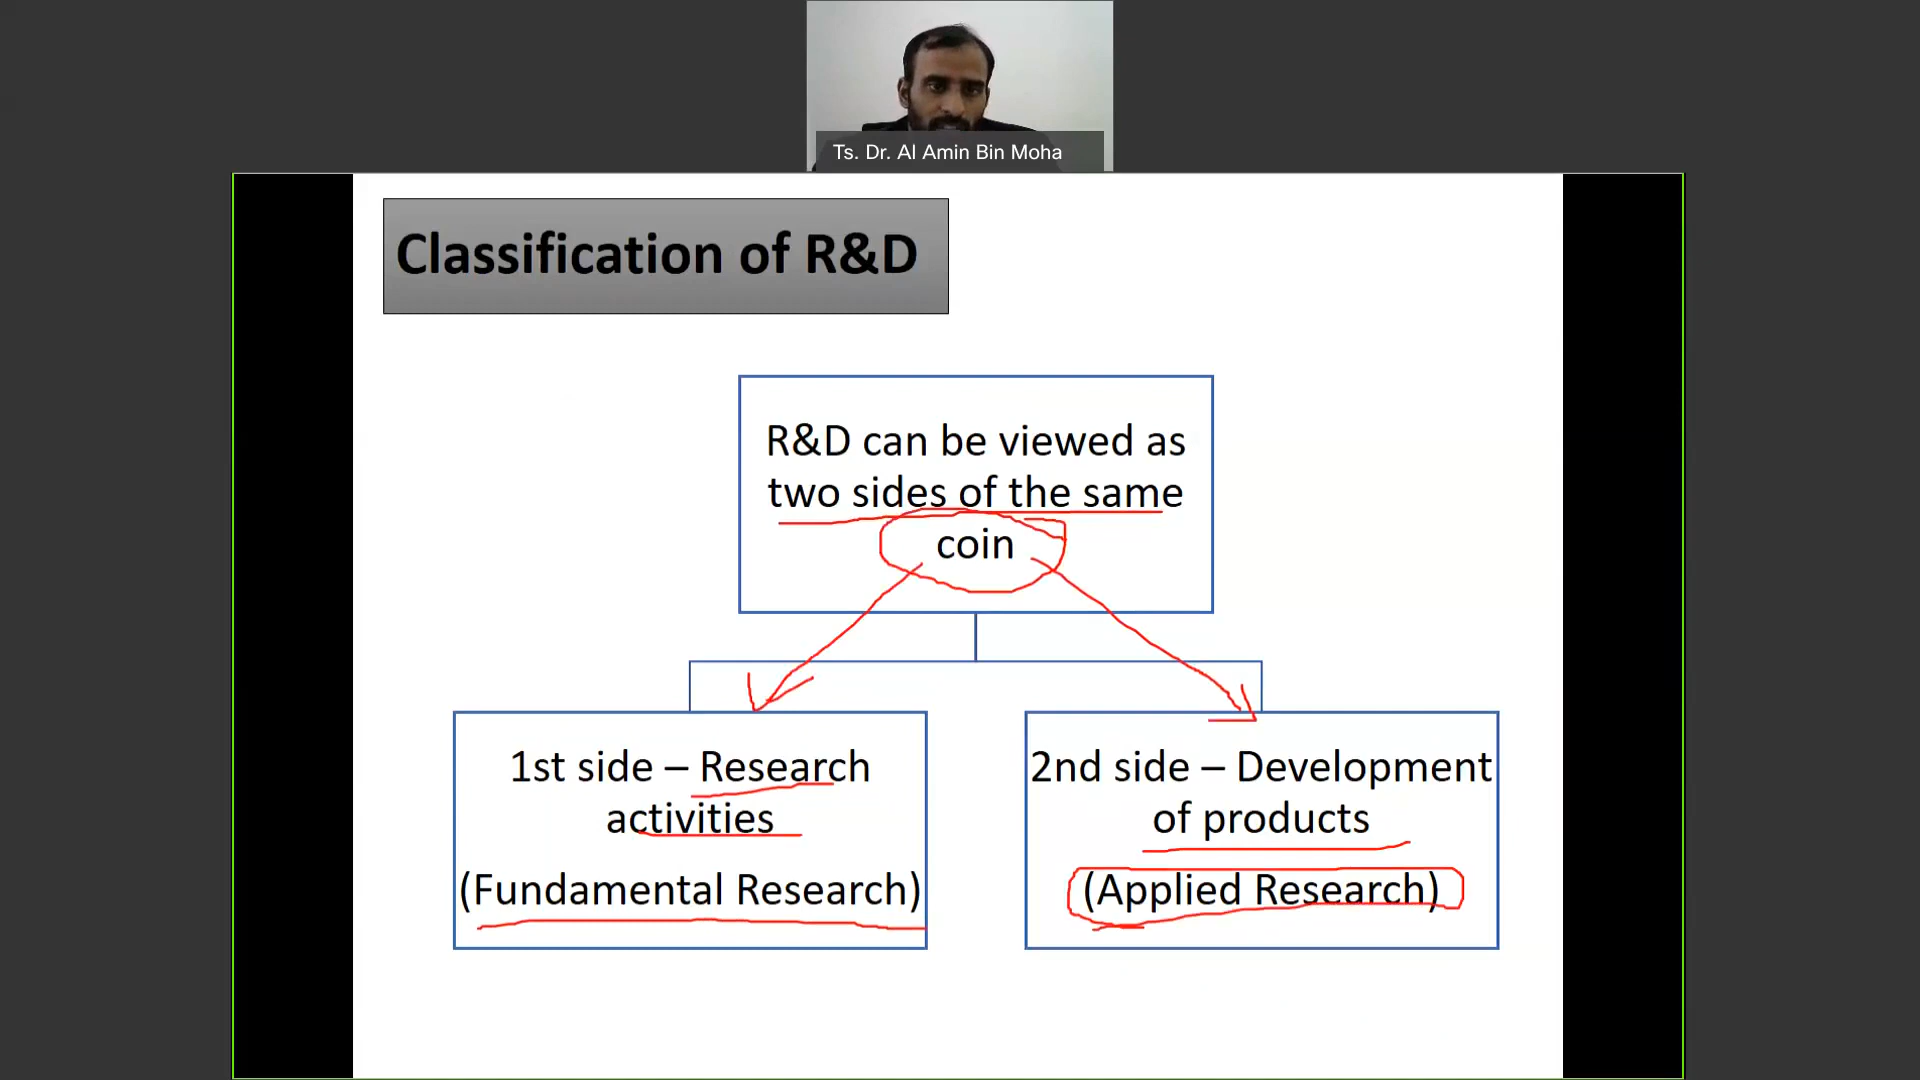 Ts. Dr. Al Amin Bin Moha
Classification of R&D
R&D can be viewed as
two sides of the same
coin
1st side – Research
activities
(Fundamental Research)
2nd side – Development
of products
(Applied Research)